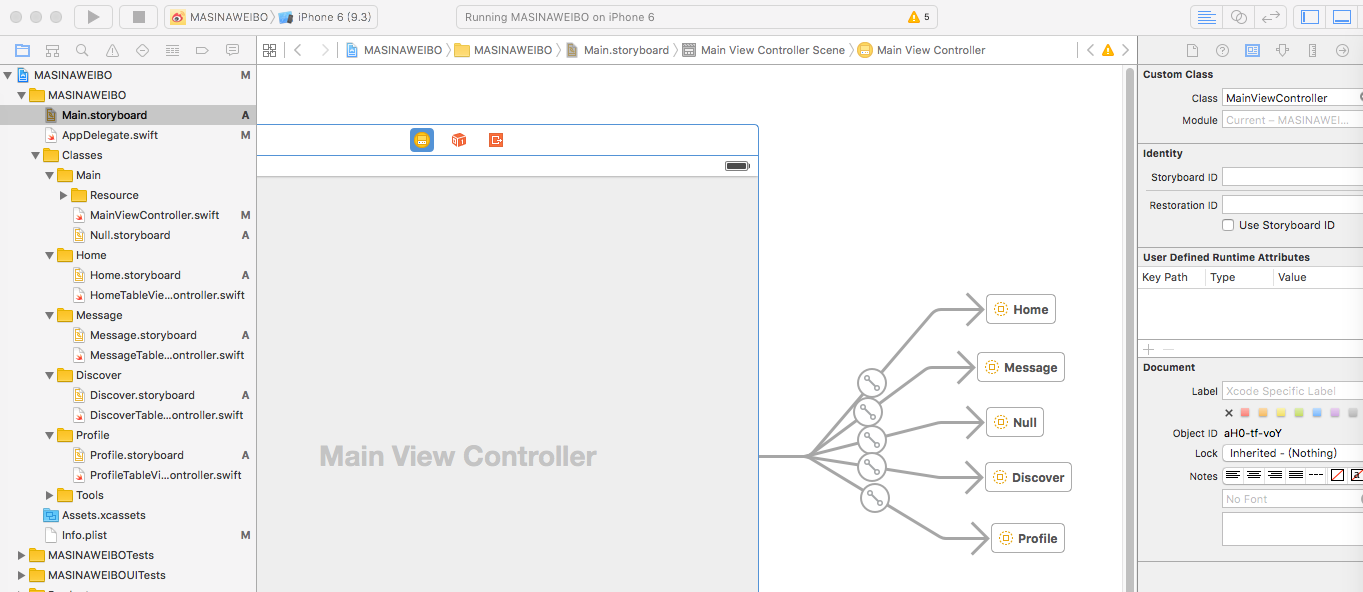 MASINAWEIBO iPhone 6 (9.3) Running MASINAWEIBO on iPhone 6 5
MASINAWEIBO MASINAWEIBO Main.storyboard Main View Controller Scene Main View Controller
MASINAWEIBO M
MASINAWEIBO
Main.storyboard A
AppDelegate.swift M
Classes
Main
Resource
MainViewController.swift M
Null.storyboard A
Home
Home.storyboard A
HomeTableVie...ontroller.swift
Message
Message.storyboard A
MessageTable...ontroller.swift
Discover
Discover.storyboard A
DiscoverTable...ontroller.swift
Profile
Profile.storyboard A
ProfileTableVi...ontroller.swift
Tools
Assets.xcassets
Info.plist M
MASINAWEIBOTests
MASINAWEIBOUITests
Main View Controller
Home
Message
Null
Discover
Profile
Custom Class
Class MainViewController
Module Current – MASINAWEI...
Identity
Storyboard ID
Restoration ID
Use Storyboard ID
User Defined Runtime Attributes
Key Path Type Value
Document
Label Xcode Specific Label
Object ID aH0-tf-voY
Lock Inherited - (Nothing)
Notes
No Font